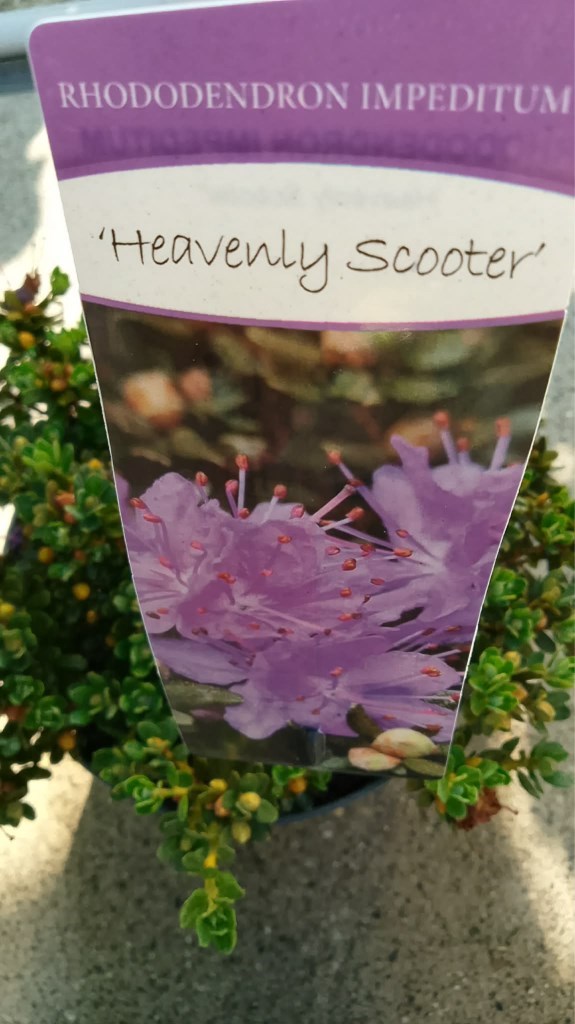 RHODODENDRON IMPEDITUM
'Heavenly Scooter'